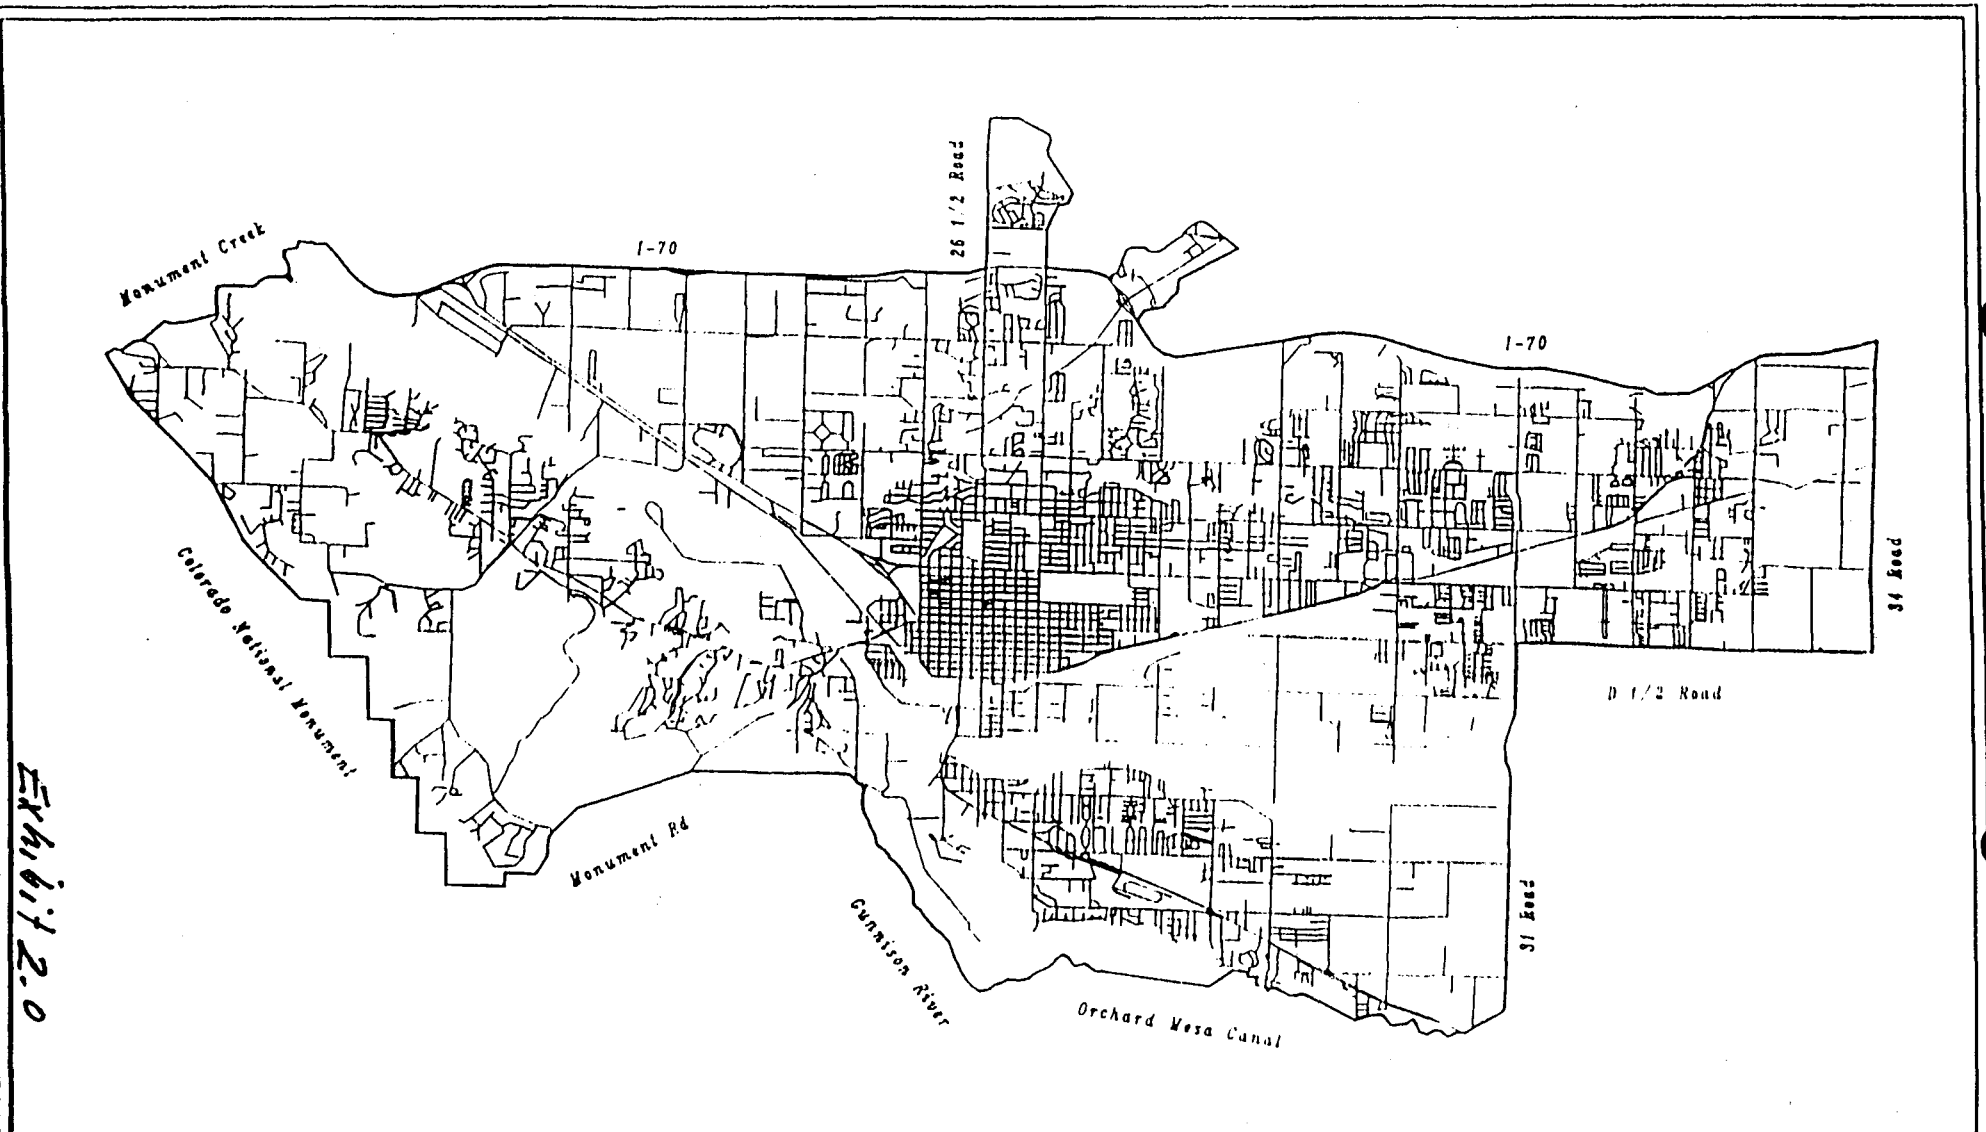 26 1/2 Road
Monument Creek
I-70
I-70
34 Road
Colorado National Monument
D 1/2 Road
Exhibit 2.0
Monument Rd
31 Road
Gunnison River
Orchard Mesa Canal